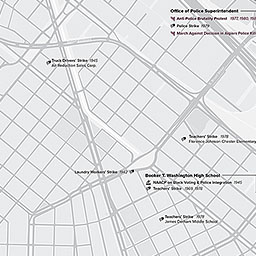 Office of Police Superintendent
Anti-Police Brutality Protest 1972, 1980, 198
Police Strike 1979
March Against Decision in Algiers Police Kill
Truck Drivers' Strike 1945
Air Reduction Sales Corp.
Teachers' Strike 1978
Florence Johnson Chester Elementary
Laundry Workers' Strike 1942
Booker T. Washington High School
NAACP on Black Voting & Police Integration 1945
Teachers' Strike 1969, 1978
Teachers' Strike 1978
James Derham Middle School